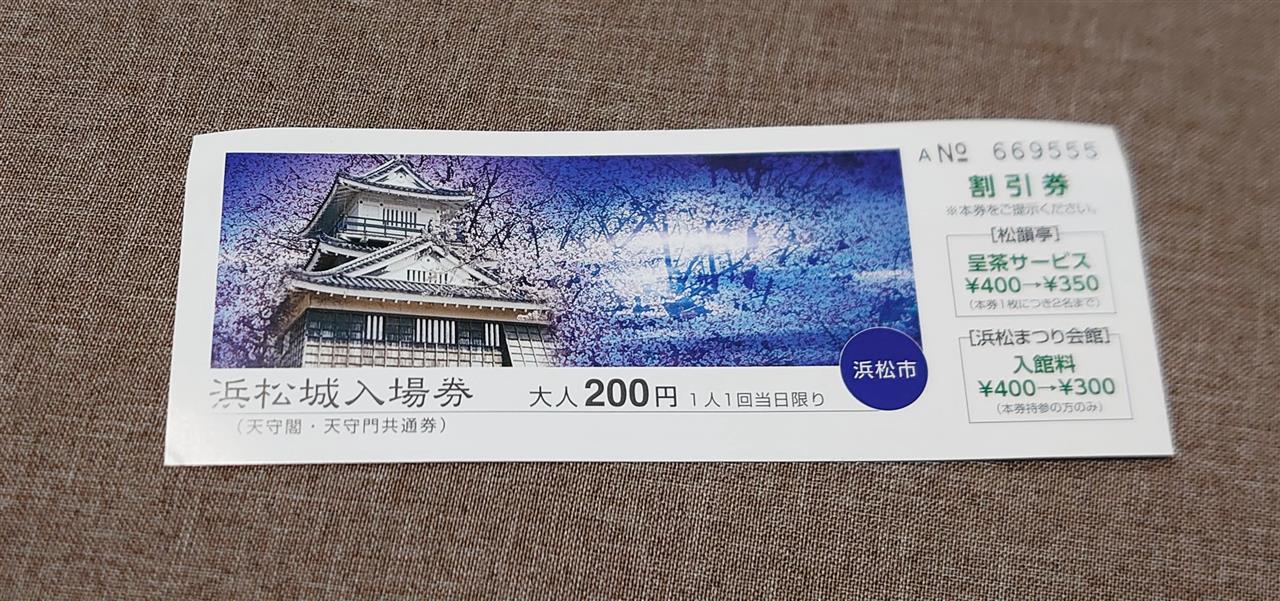 浜松城入場券
(天守閣・天守門共通券)
大人200円 1人1回当日限り
浜松市
A No 669555
割引券
※本券をご提示ください。
[松韻亭]
呈茶サービス
¥400→¥350
(本券1枚につき2名まで)
[浜松まつり会館]
入館料
¥400→¥300
(本券持参の方のみ)